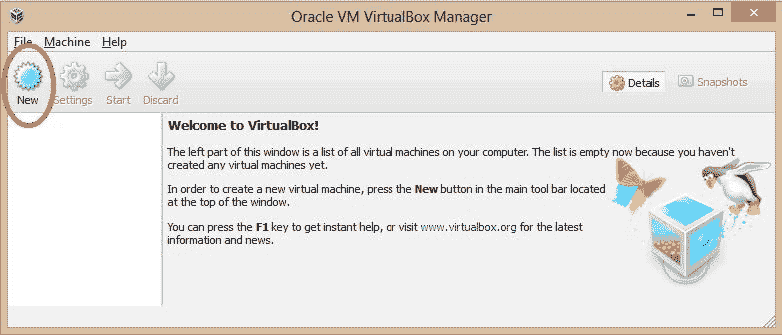 Oracle VM VirtualBox Manager
File Machine Help
New Settings Start Discard Details Snapshots
Welcome to VirtualBox!
The left part of this window is a list of all virtual machines on your computer. The list is empty now because you haven't
created any virtual machines yet.
In order to create a new virtual machine, press the New button in the main tool bar located
at the top of the window.
You can press the F1 key to get instant help, or visit www.virtualbox.org for the latest
information and news.